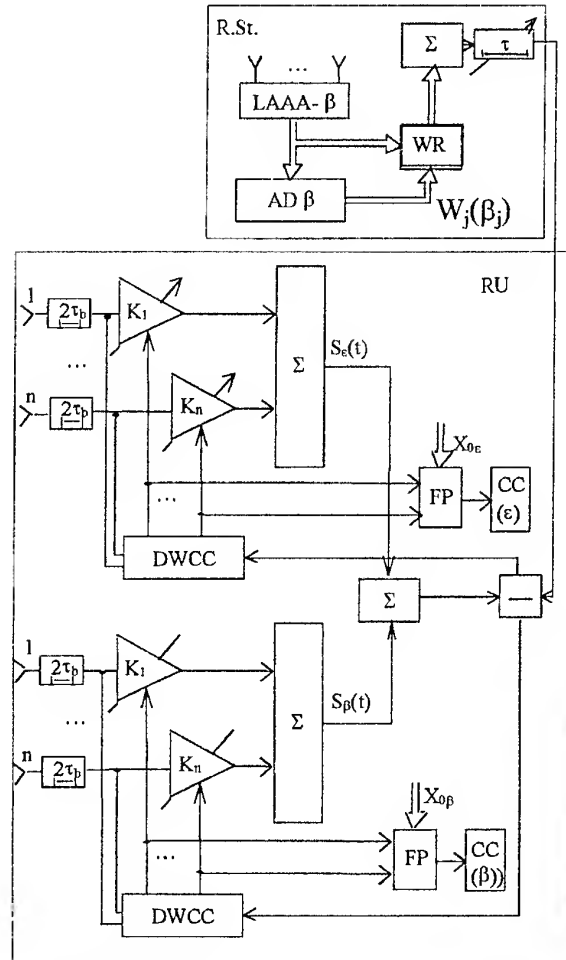 R.St.
Σ
τ
...
LAAA- β
WR
AD β
Wj(βj)
RU
1
2τb
K1
...
n
2τb
Kn
Σ
Sε(t)
X0ε
...
FP
CC
(ε)
DWCC
Σ
—
1
2τb
K1
...
n
2τb
Kn
Σ
Sβ(t)
X0β
...
FP
CC
(β))
DWCC